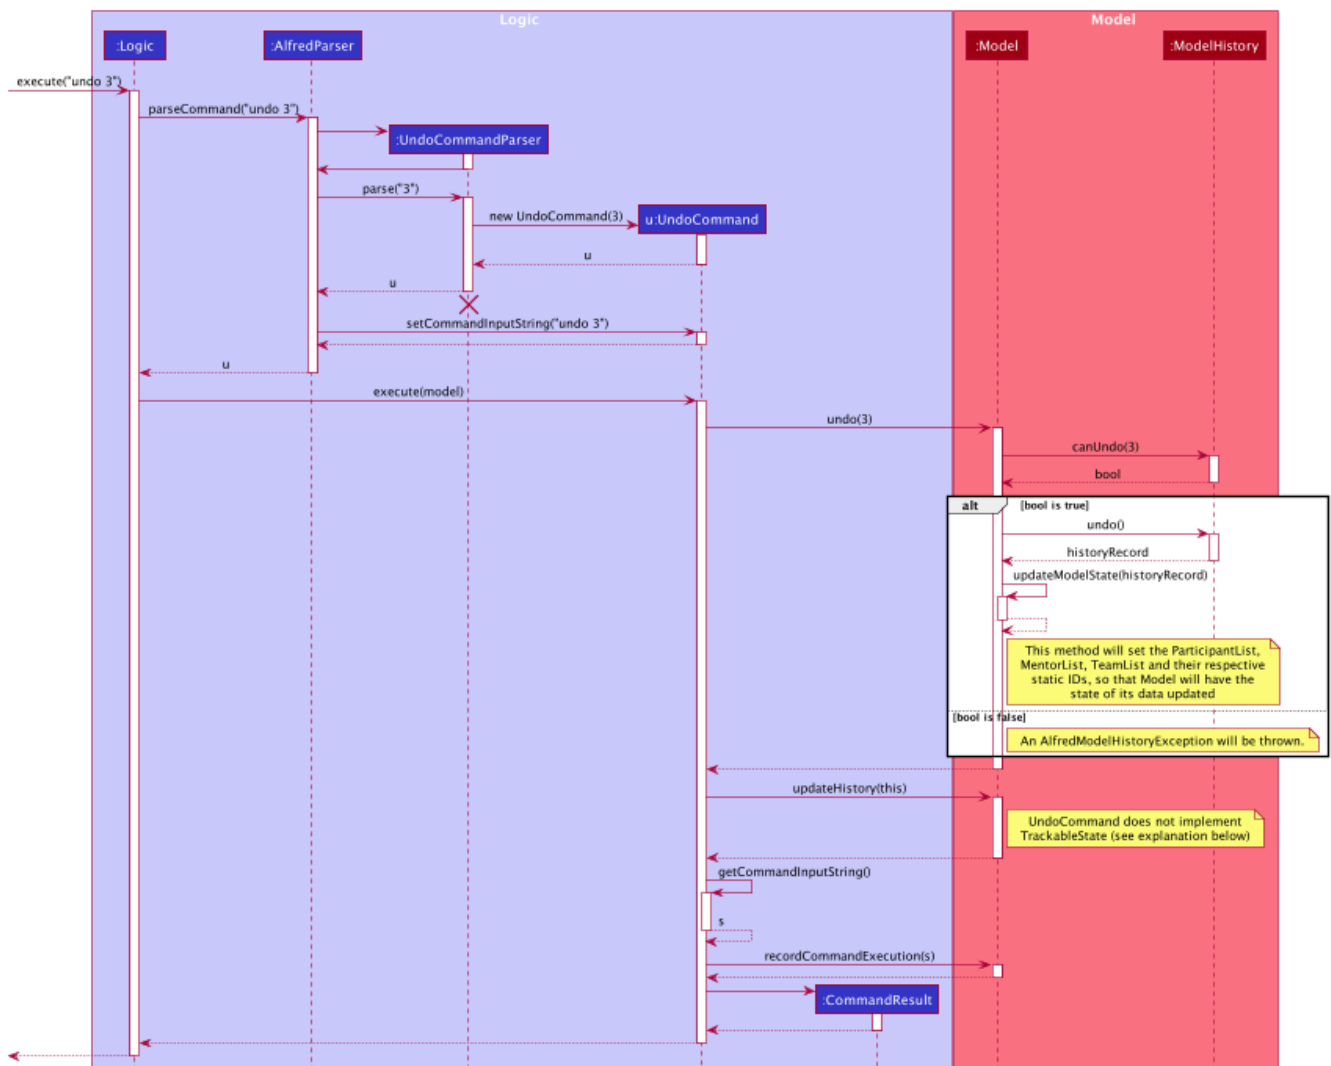 Logic
Model
:Logic
:AlfredParser
:Model
:ModelHistory
execute("undo 3")
parseCommand("undo 3")
:UndoCommandParser
parse("3")
new UndoCommand(3)
u:UndoCommand
u
u
setCommandInputString("undo 3")
u
execute(model)
undo(3)
canUndo(3)
bool
alt
[bool is true]
undo()
historyRecord
updateModelState(historyRecord)
This method will set the ParticipantList,
MentorList, TeamList and their respective
static IDs, so that Model will have the
state of its data updated
[bool is false]
An AlfredModelHistoryException will be thrown.
updateHistory(this)
UndoCommand does not implement
TrackableState (see explanation below)
getCommandInputString()
s
recordCommandExecution(s)
:CommandResult